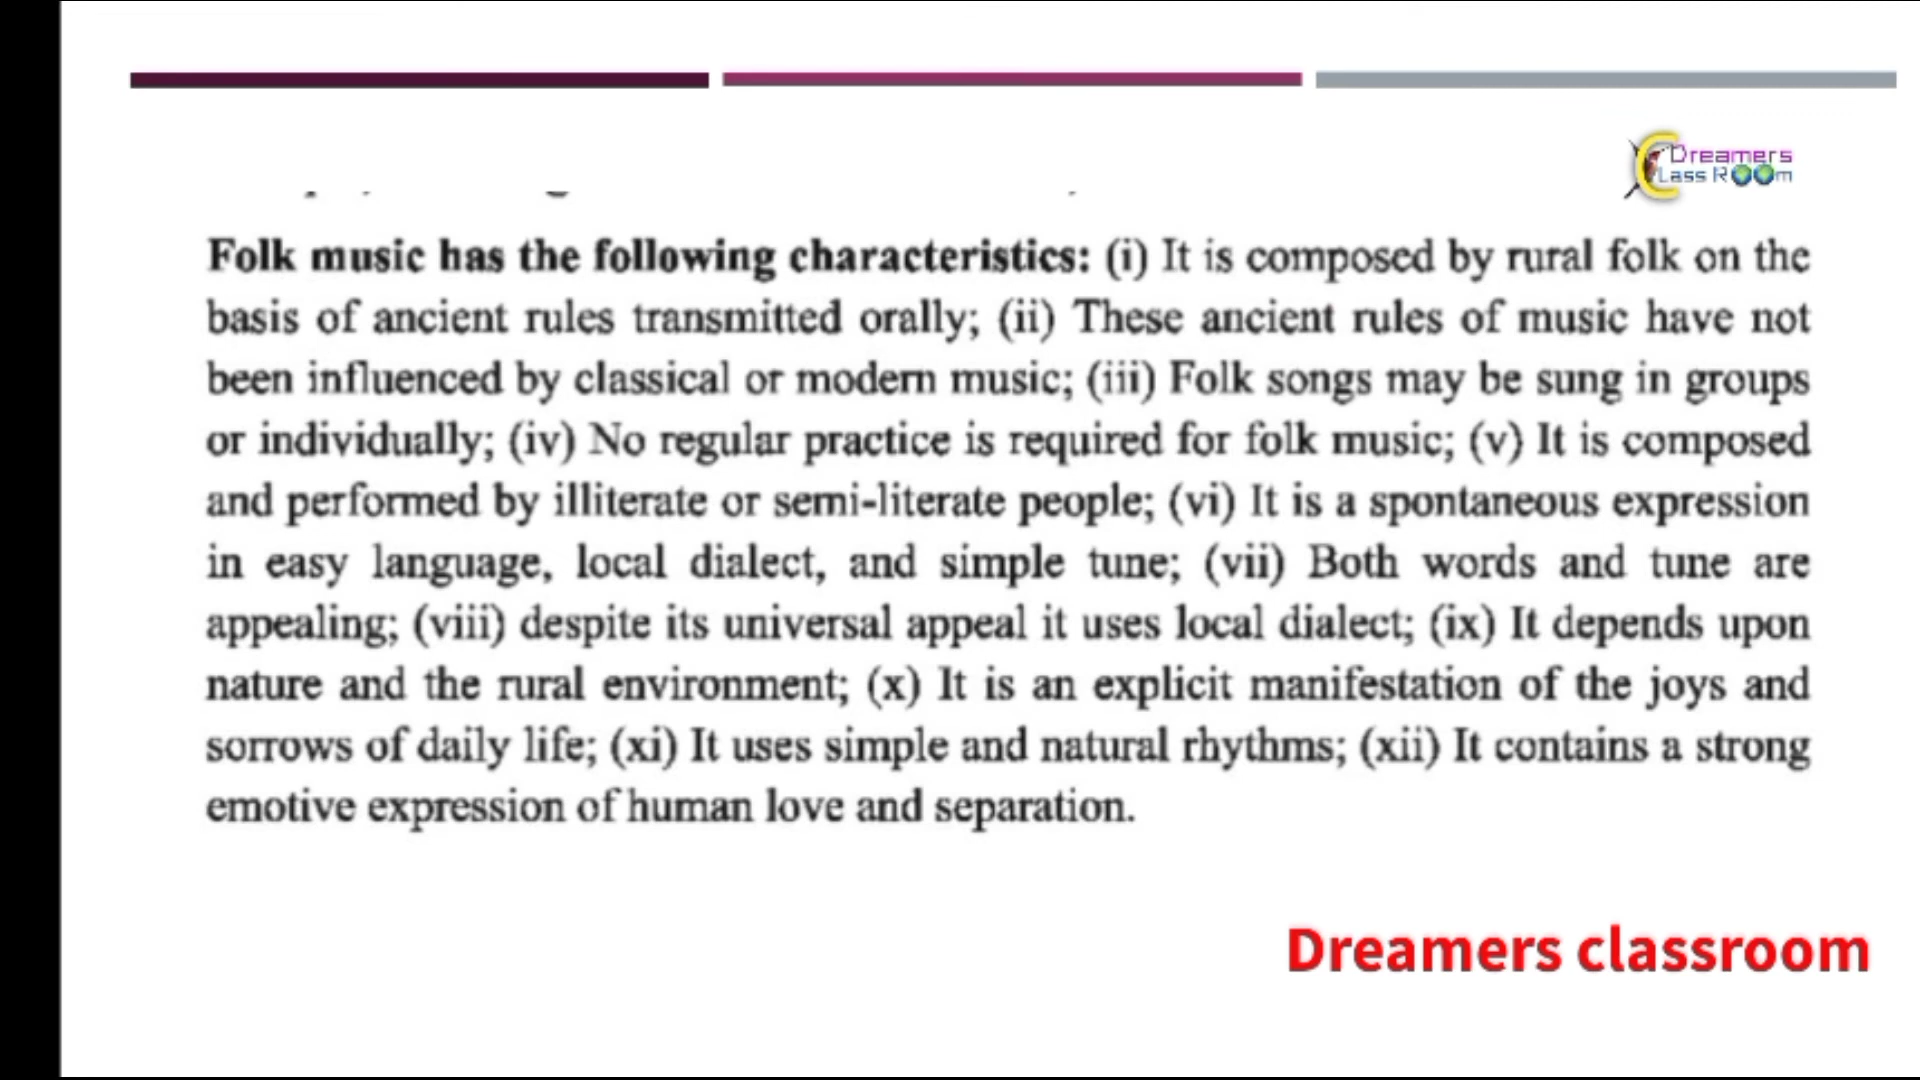 Dreamers
Lass ROOm
Folk music has the following characteristics: (i) It is composed by rural folk on the
basis of ancient rules transmitted orally; (ii) These ancient rules of music have not
been influenced by classical or modern music; (iii) Folk songs may be sung in groups
or individually; (iv) No regular practice is required for folk music; (v) It is composed
and performed by illiterate or semi-literate people; (vi) It is a spontaneous expression
in easy language, local dialect, and simple tune; (vii) Both words and tune are
appealing; (viii) despite its universal appeal it uses local dialect; (ix) It depends upon
nature and the rural environment; (x) It is an explicit manifestation of the joys and
sorrows of daily life; (xi) It uses simple and natural rhythms; (xii) It contains a strong
emotive expression of human love and separation.
Dreamers classroom